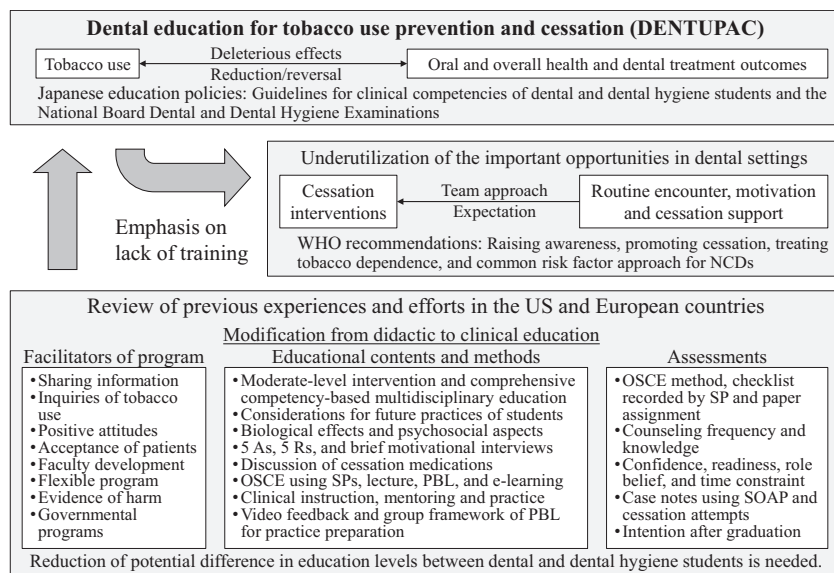 Dental education for tobacco use prevention and cessation (DENTUPAC)
Tobacco use
Deleterious effects
Reduction/reversal
Oral and overall health and dental treatment outcomes
Japanese education policies: Guidelines for clinical competencies of dental and dental hygiene students and the
National Board Dental and Dental Hygiene Examinations
Emphasis on
lack of training
Underutilization of the important opportunities in dental settings
Cessation
interventions
Team approach
Expectation
Routine encounter, motivation
and cessation support
WHO recommendations: Raising awareness, promoting cessation, treating
tobacco dependence, and common risk factor approach for NCDs
Review of previous experiences and efforts in the US and European countries
Modification from didactic to clinical education
Facilitators of program
•Sharing information
•Inquiries of tobacco
use
•Positive attitudes
•Acceptance of patients
•Faculty development
•Flexible program
•Evidence of harm
•Governmental
programs
Educational contents and methods
•Moderate-level intervention and comprehensive
competency-based multidisciplinary education
•Considerations for future practices of students
•Biological effects and psychosocial aspects
•5 As, 5 Rs, and brief motivational interviews
•Discussion of cessation medications
•OSCE using SPs, lecture, PBL, and e-learning
•Clinical instruction, mentoring and practice
•Video feedback and group framework of PBL
for practice preparation
Assessments
•OSCE method, checklist
recorded by SP and paper
assignment
•Counseling frequency and
knowledge
•Confidence, readiness, role
belief, and time constraint
•Case notes using SOAP and
cessation attempts
•Intention after graduation
Reduction of potential difference in education levels between dental and dental hygiene students is needed.